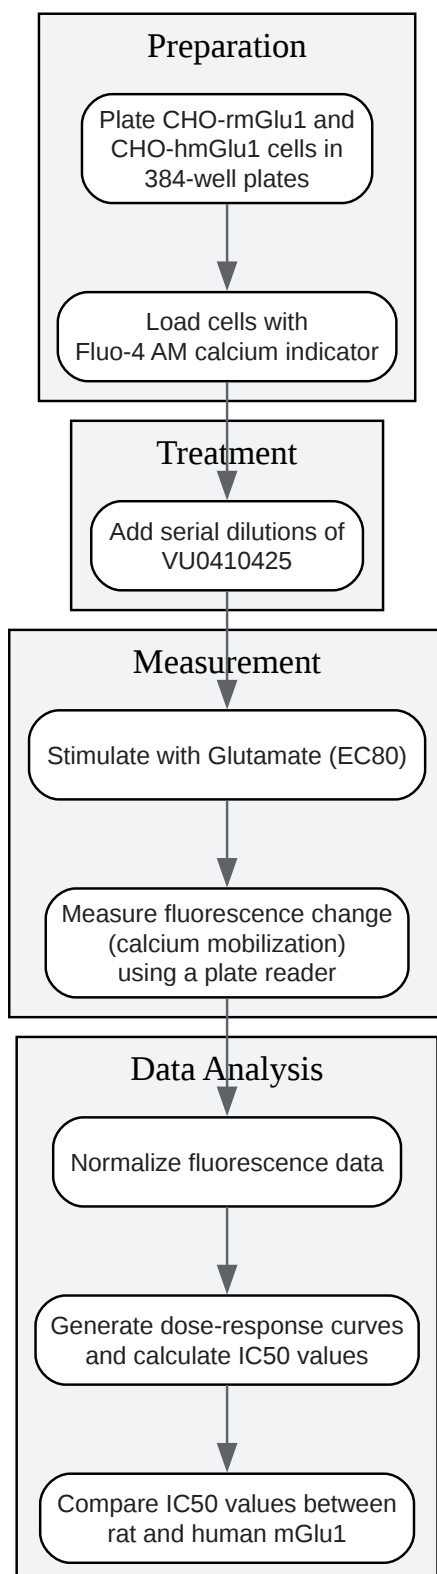 Preparation
Plate CHO-rmGlu1 and
CHO-hmGlu1 cells in
384-well plates
Load cells with
Fluo-4 AM calcium indicator
Treatment
Add serial dilutions of
VU0410425
Measurement
Stimulate with Glutamate (EC80)
Measure fluorescence change
(calcium mobilization)
using a plate reader
Data Analysis
Normalize fluorescence data
Generate dose-response curves
and calculate IC50 values
Compare IC50 values between
rat and human mGlu1